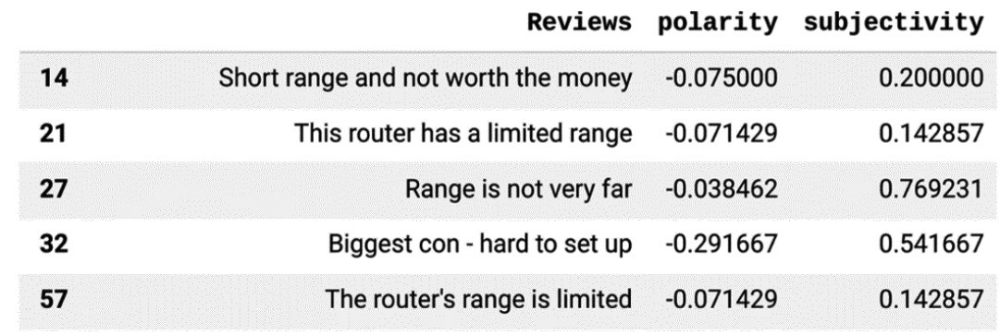 Reviews polarity subjectivity
14 Short range and not worth the money -0.075000 0.200000
21 This router has a limited range -0.071429 0.142857
27 Range is not very far -0.038462 0.769231
32 Biggest con - hard to set up -0.291667 0.541667
57 The router's range is limited -0.071429 0.142857